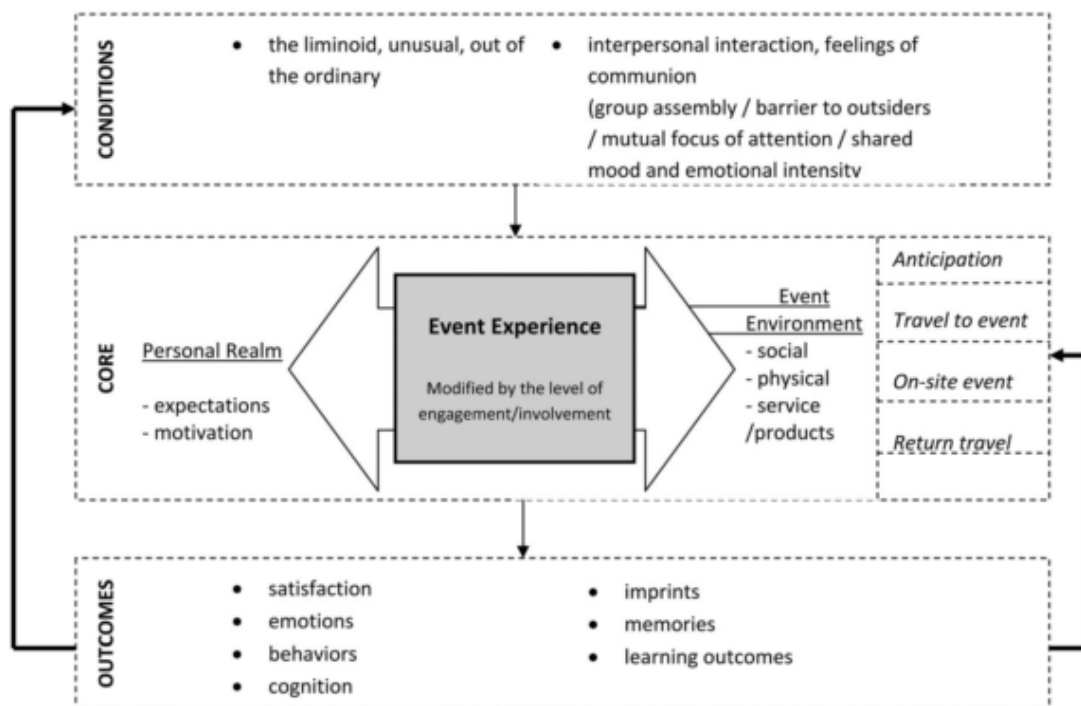 CONDITIONS
• the liminoid, unusual, out of
the ordinary
• interpersonal interaction, feelings of
communion
(group assembly / barrier to outsiders
/ mutual focus of attention / shared
mood and emotional intensity
CORE
Personal Realm
- expectations
- motivation
Event Experience
Modified by the level of
engagement/involvement
Event
Environment
- social
- physical
- service
/products
Anticipation
Travel to event
On-site event
Return travel
OUTCOMES
• satisfaction
• emotions
• behaviors
• cognition
• imprints
• memories
• learning outcomes